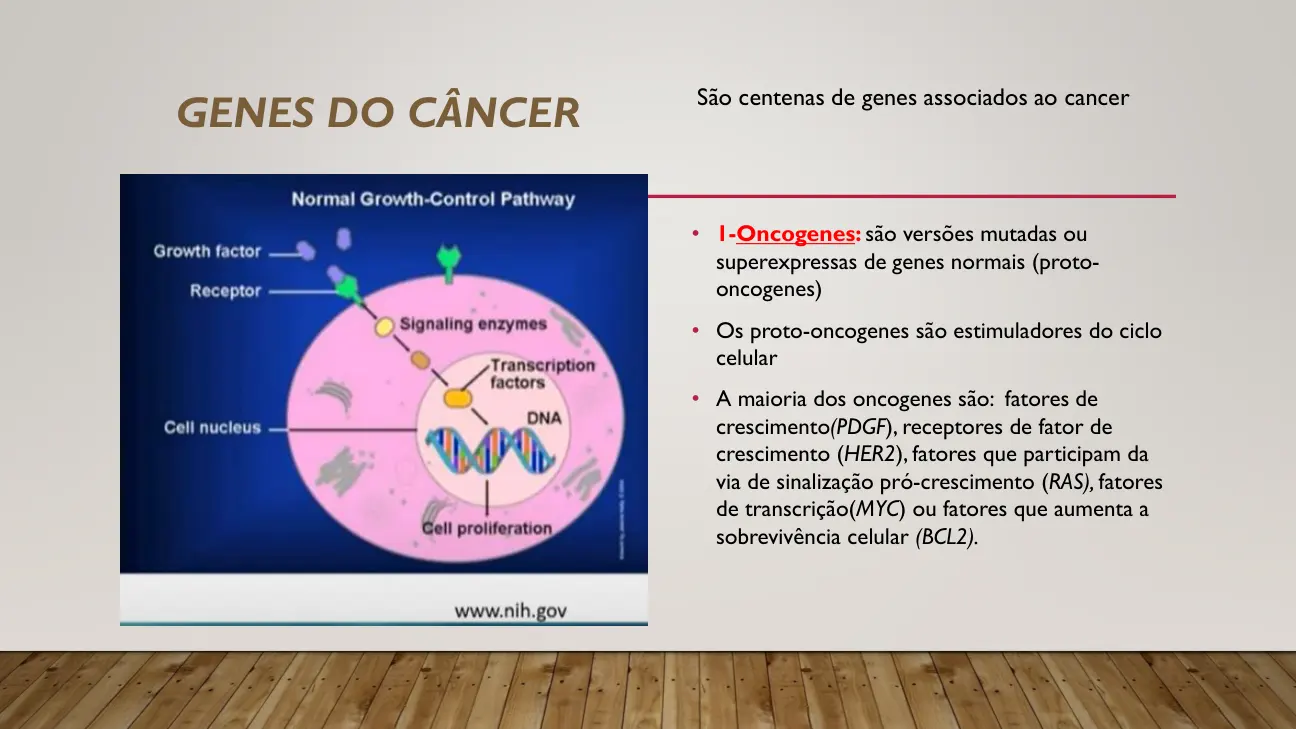 GENES DO CÂNCER
São centenas de genes associados ao cancer
Normal Growth-Control Pathway
Growth factor
Receptor
Signaling enzymes
Transcription
factors
DNA
Cell nucleus
Cell proliferation
www.nih.gov
• 1-Oncogenes: são versões mutadas ou
superexpressas de genes normais (proto-
oncogenes)
• Os proto-oncogenes são estimuladores do ciclo
celular
• A maioria dos oncogenes são:  fatores de
crescimento(PDGF), receptores de fator de
crescimento (HER2), fatores que participam da
via de sinalização pró-crescimento (RAS), fatores
de transcrição(MYC) ou fatores que aumenta a
sobrevivência celular (BCL2).